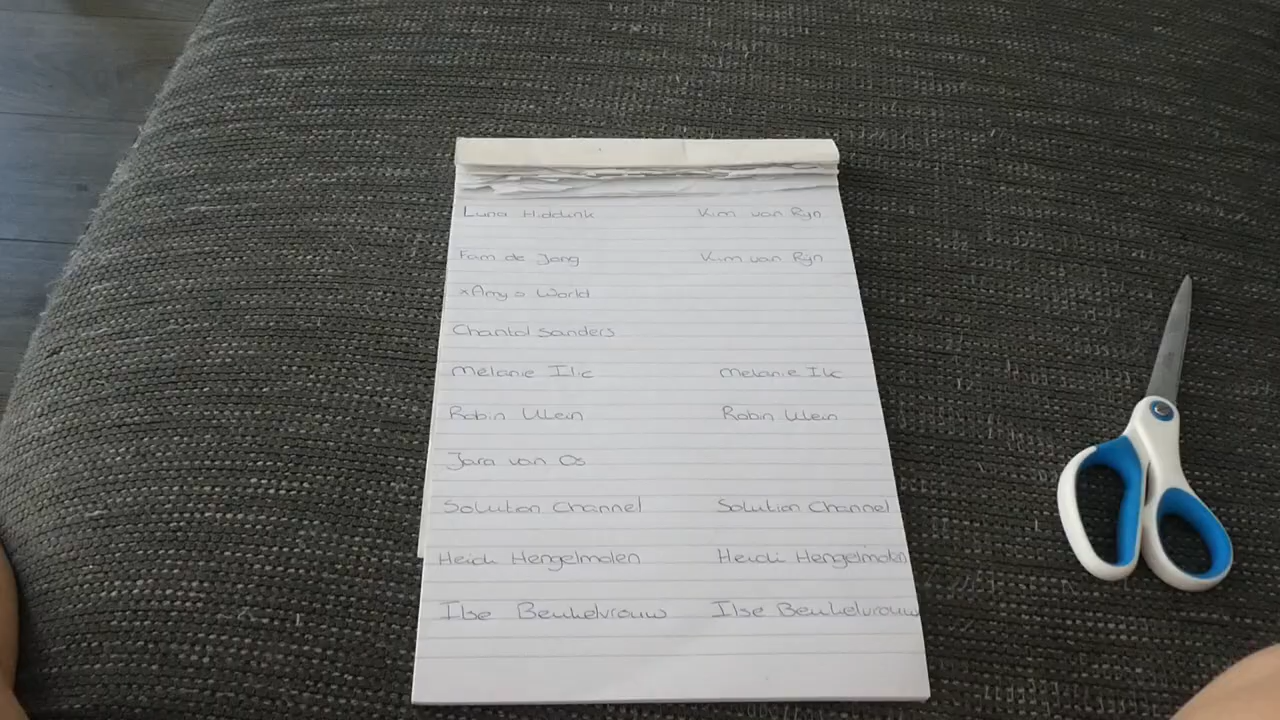 Luna Hiddink Kim van Ryn
Fam de Jong Kim van Rijn
xAmy's World
Chantal Sanders
Melanie Ilic Melanie Ilic
Robin Ulein Robin Ulein
Jara van Os
Solution Channel Solution Channel
Heidi Hengelmolen Heidi Hengelmolen
Ilse Beukelvrouw Ilse Beukelvrouw